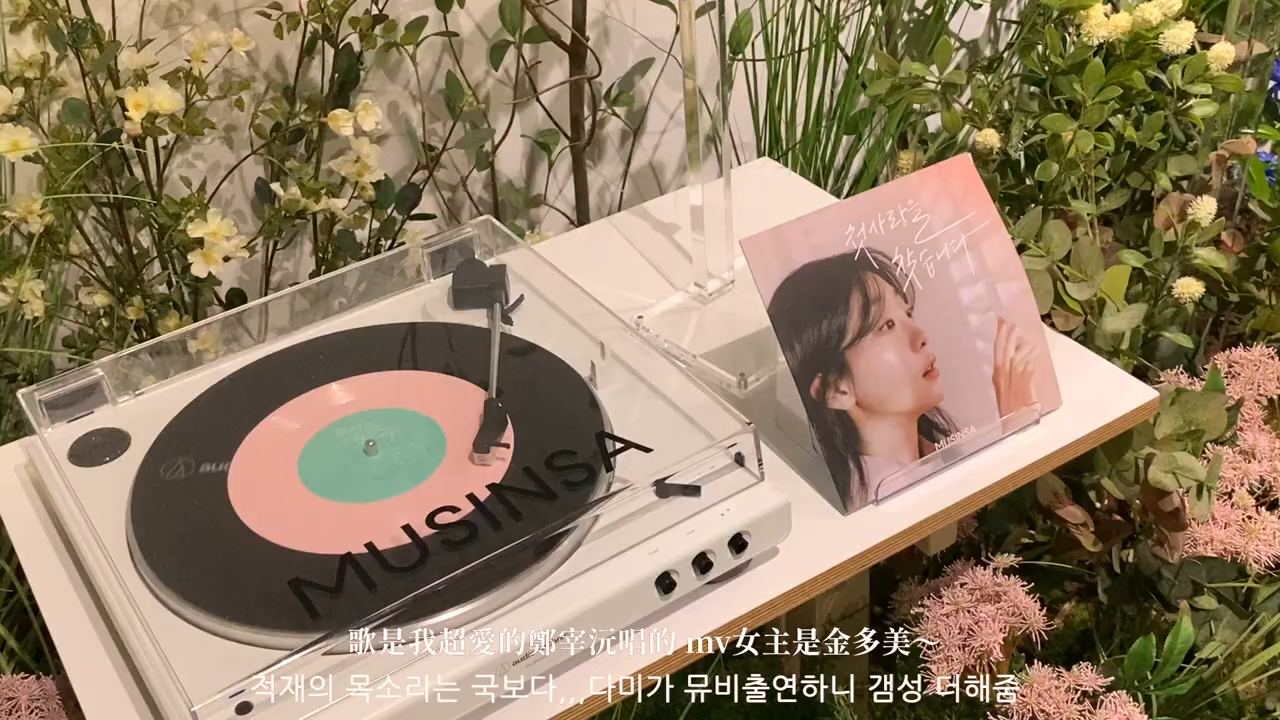 첫사랑을
찾습니다
MUSINSA
MUSINSA
歌是我超愛的鄭宰沅唱的 mv女主是金多美~
적재의 목소리는 국보다,,,다미가 뮤비출연하니 갬성 더해줌